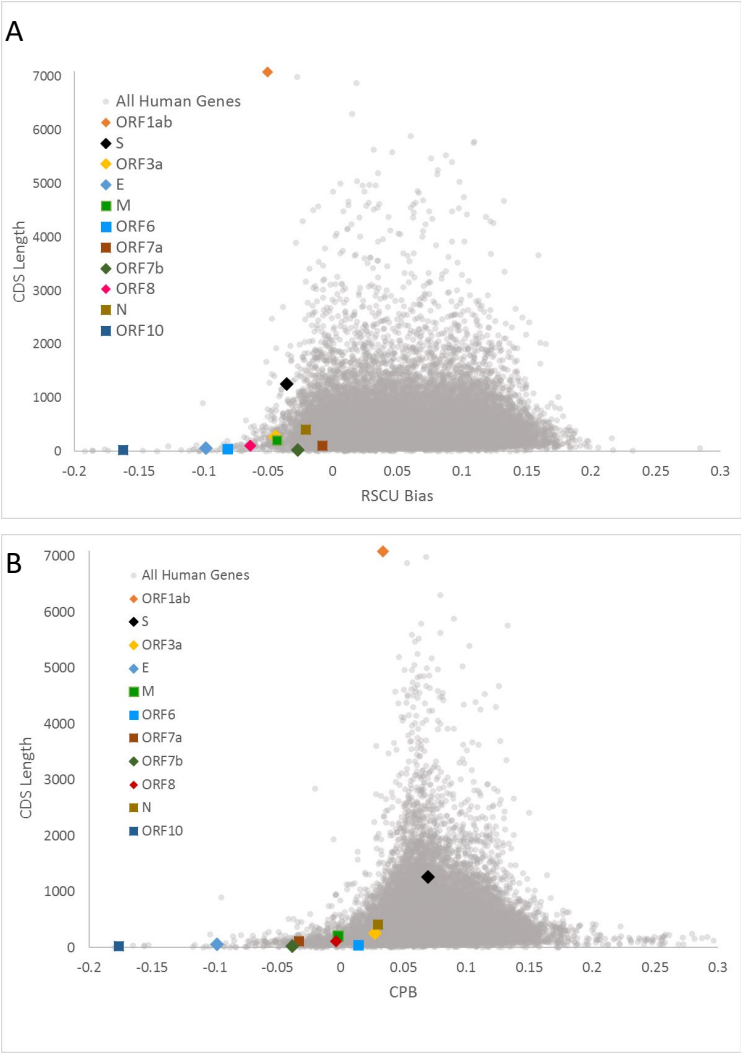 A
7000
All Human Genes
ORF1ab
6000
S
ORF3a
5000
E
M
4000
ORF6
ORF7a
3000
ORF7b
ORF8
N
ORF10
2000
1000
0
CDS Length
-0.2 -0.15 -0.1 -0.05 0 0.05 0.1 0.15 0.2 0.25 0.3
RSCU Bias
B
7000
All Human Genes
ORF1ab
6000
S
ORF3a
5000
E
M
ORF6
4000
ORF7a
ORF7b
3000
ORF8
N
ORF10
2000
1000
0
CDS Length
-0.2 -0.15 -0.1 -0.05 0 0.05 0.1 0.15 0.2 0.25 0.3
CPB